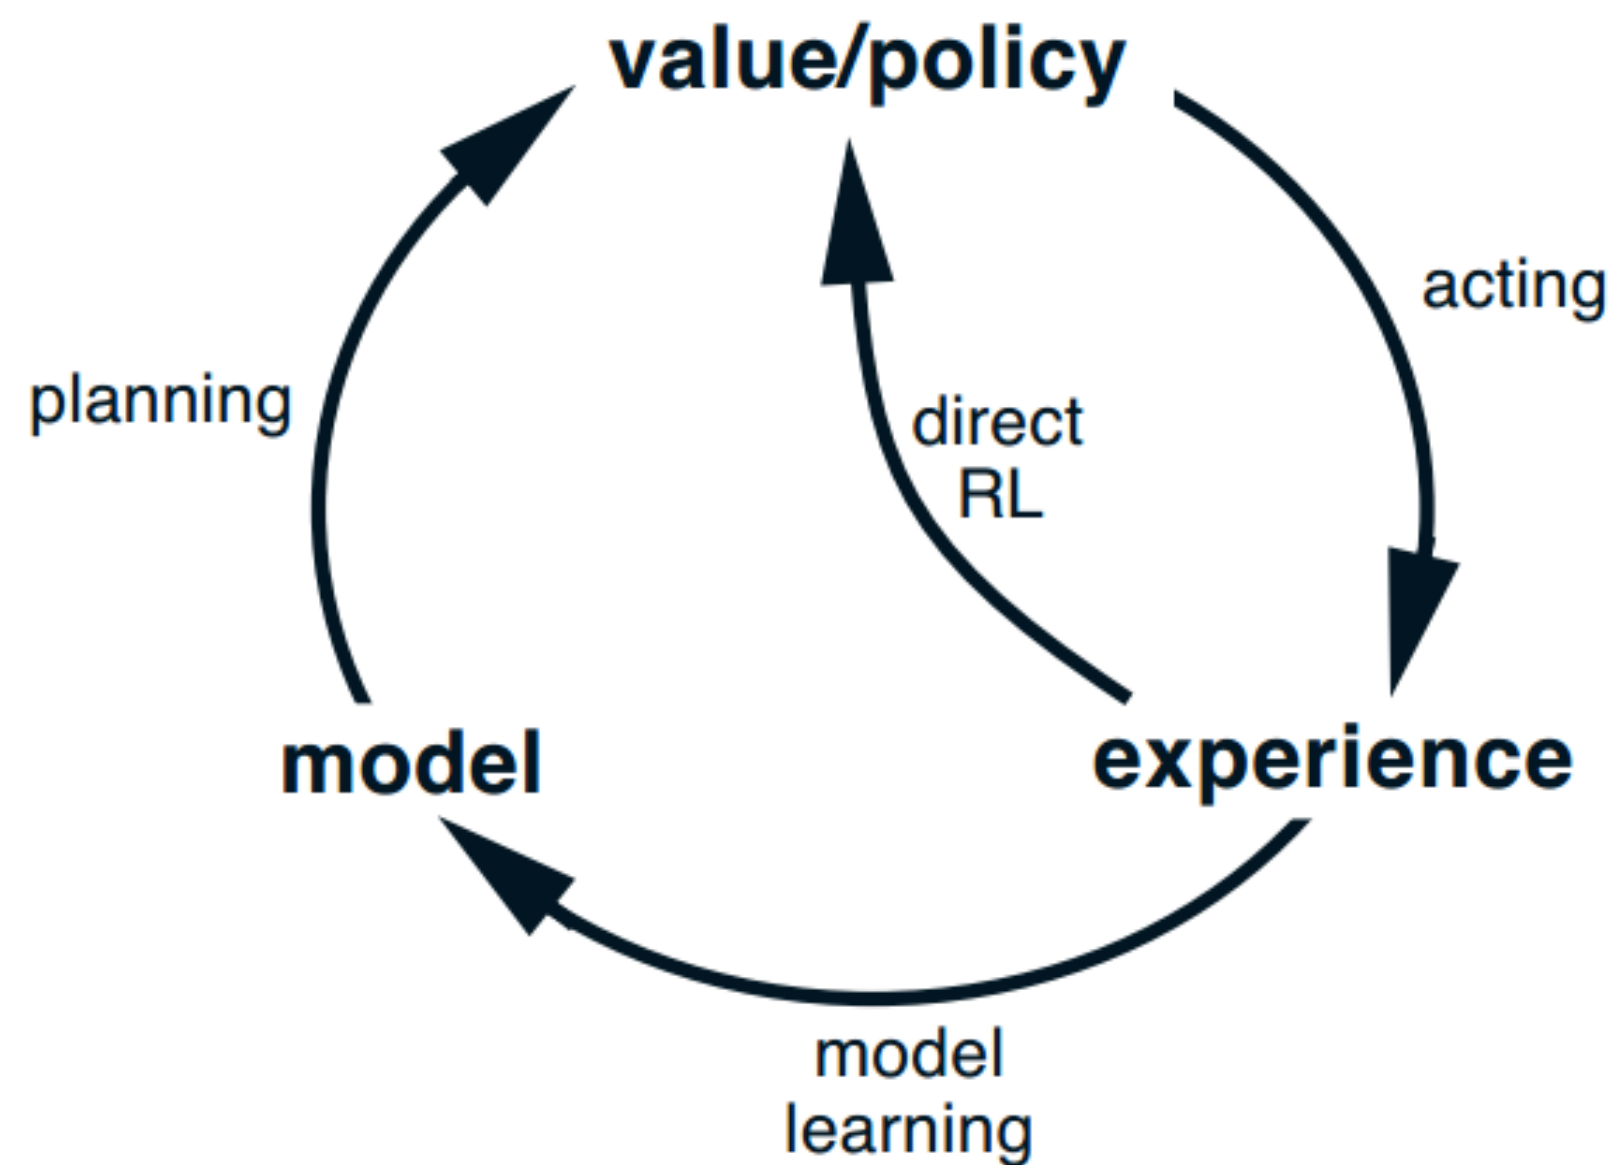 value/policy
acting
planning
direct
RL
model
experience
model
learning